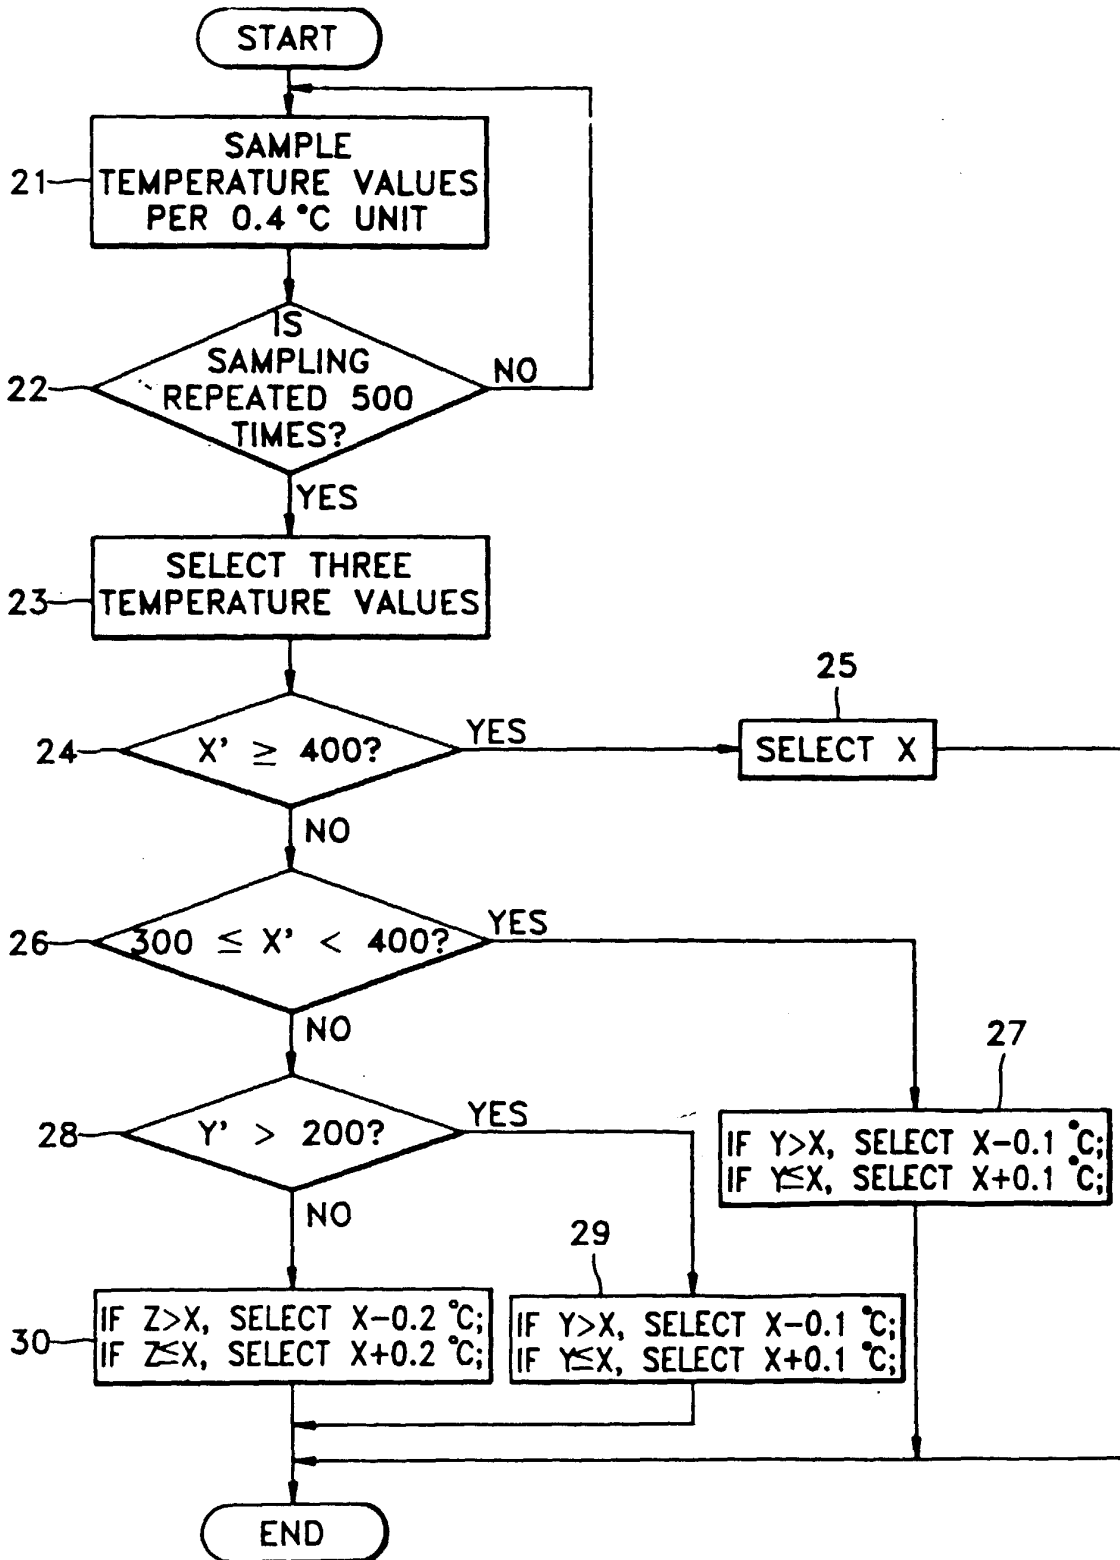 START
SAMPLE
21
TEMPERATURE VALUES
PER 0.4 °C UNIT
IS
SAMPLING
22
NO
REPEATED 500
TIMES?
YES
SELECT THREE
23
TEMPERATURE VALUES
25
24
X' ≥ 400?
YES
SELECT X
NO
26
300 ≤ X' < 400?
YES
NO
27
28
Y' > 200?
YES
IF Y>X, SELECT X-0.1 °C;
IF Y≤X, SELECT X+0.1 °C;
NO
29
30
IF Z>X, SELECT X-0.2 °C;
IF Z≤X, SELECT X+0.2 °C;
IF Y>X, SELECT X-0.1 °C;
IF Y≤X, SELECT X+0.1 °C;
END